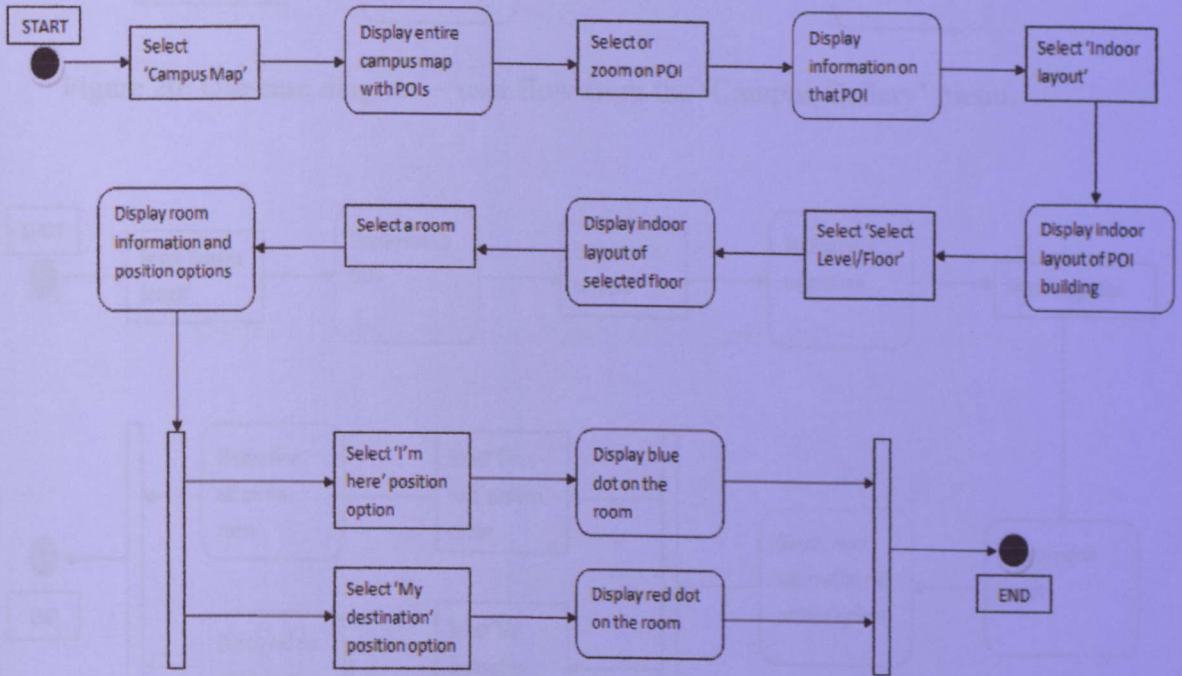 START
Select
'Campus Map'
Display entire
campus map
with POIs
Select or
zoom on POI
Display
information on
that POI
Select 'Indoor
layout'
Display room
information and
position options
Select a room
Display indoor
layout of
selected floor
Select 'Select
Level/Floor'
Display indoor
layout of POI
building
Select 'I'm
here' position
option
Display blue
dot on the
room
Select 'My
destination'
position option
Display red dot
on the room
END